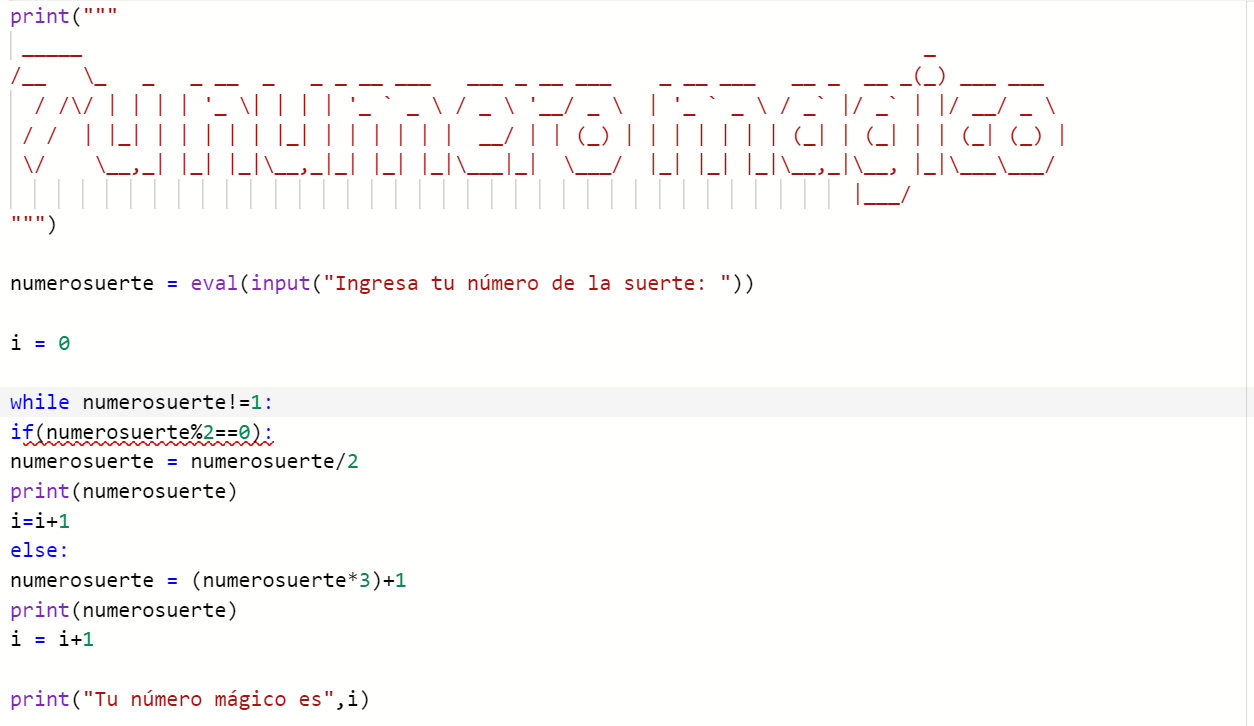 print("""
 _____                                                                      _
/__   \_   _   _ __  _   _ _ __ ___   ___ _ __ ___    _ __ ___   __ _  __ _(_) ___ ___
  / /\/ | | | | '_ \| | | | '_ ` _ \ / _ \ '__/ _ \  | '_ ` _ \ / _` |/ _` | |/ __/ _ \
 / /  | |_| | | | | | |_| | | | | | |  __/ | | (_) | | | | | | | (_| | (_| | | (_| (_) |
 \/    \__,_| |_| |_|\__,_|_| |_| |_|\___|_|  \___/  |_| |_| |_|\__,_|\__, |_|\___\___/
                                                                      |___/
""")
numerosuerte = eval(input("Ingresa tu número de la suerte: "))
i = 0
while numerosuerte!=1:
if(numerosuerte%2==0):
numerosuerte = numerosuerte/2
print(numerosuerte)
i=i+1
else:
numerosuerte = (numerosuerte*3)+1
print(numerosuerte)
i = i+1
print("Tu número mágico es",i)